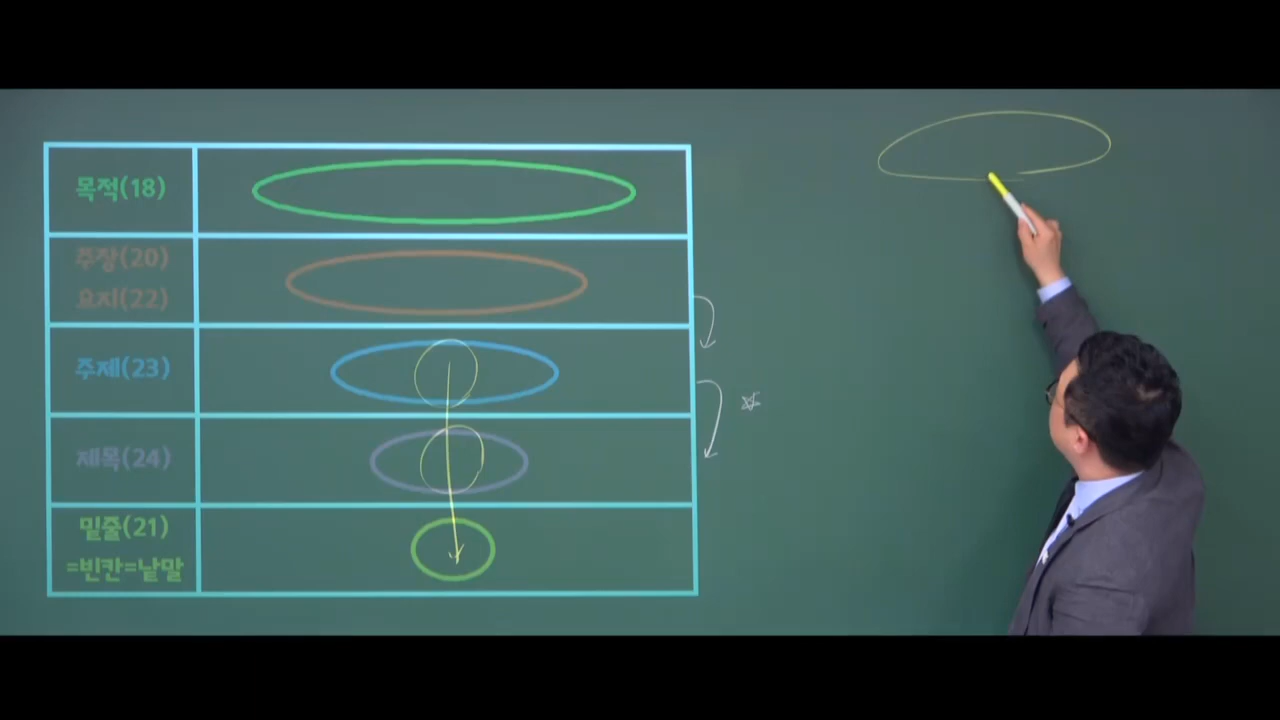 목적(18)
주장(20)
요지(22)
주제(23)
제목(24)
밑줄(21)
=빈칸=낱말